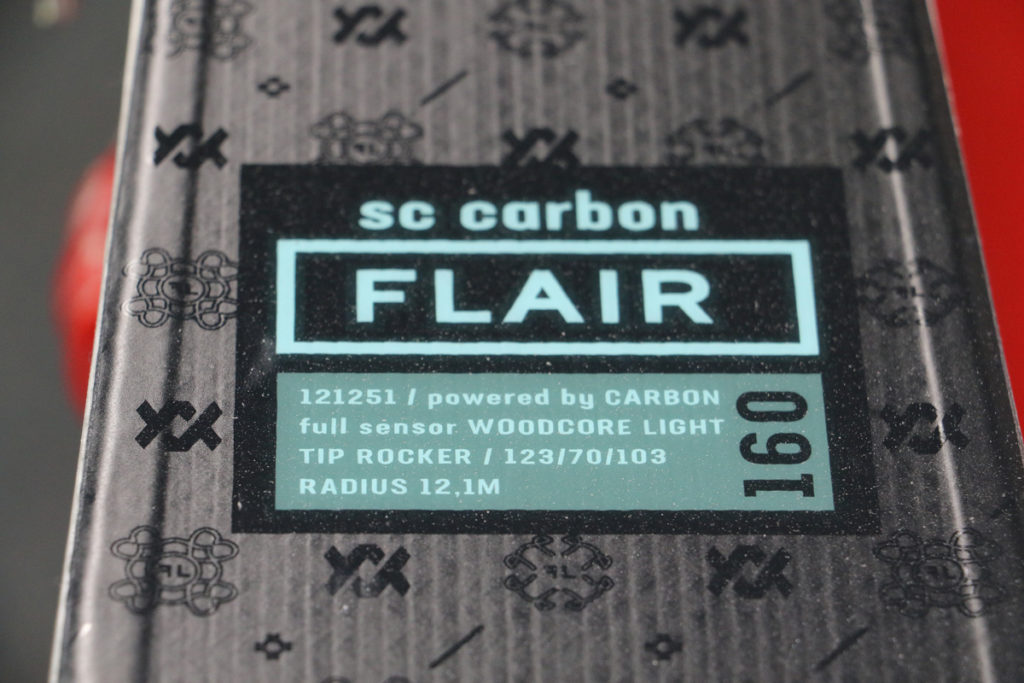 sc carbon
FLAIR
121251 / powered by CARBON
full sensor WOODCORE LIGHT
TIP ROCKER / 123/70/103
RADIUS 12,1M
160